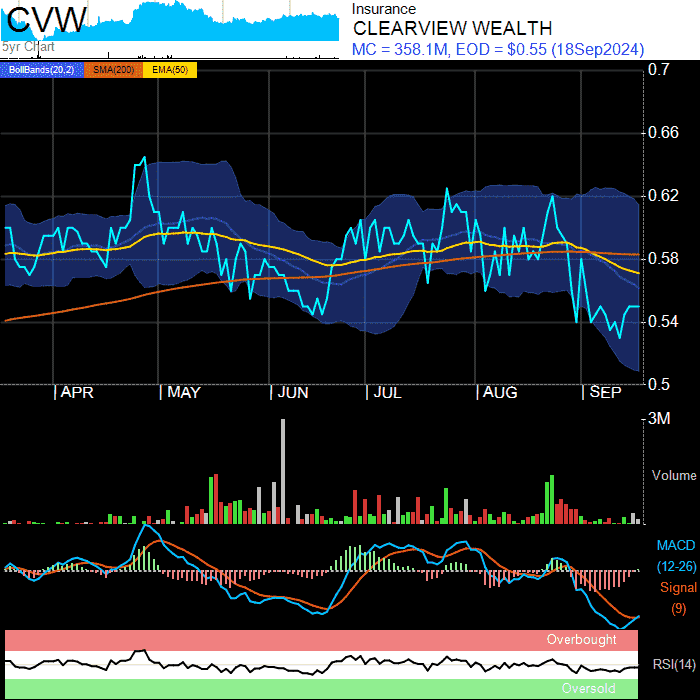 CVW
5yr Chart
Insurance
CLEARVIEW WEALTH
MC = 358.1M, EOD = $0.55 (18Sep2024)
BollBands(20,2) SMA(200) EMA(50)
0.7
0.66
0.62
0.58
0.54
0.5
APR MAY JUN JUL AUG SEP
3M
Volume
MACD
(12-26)
Signal
(9)
Overbought
RSI(14)
Oversold